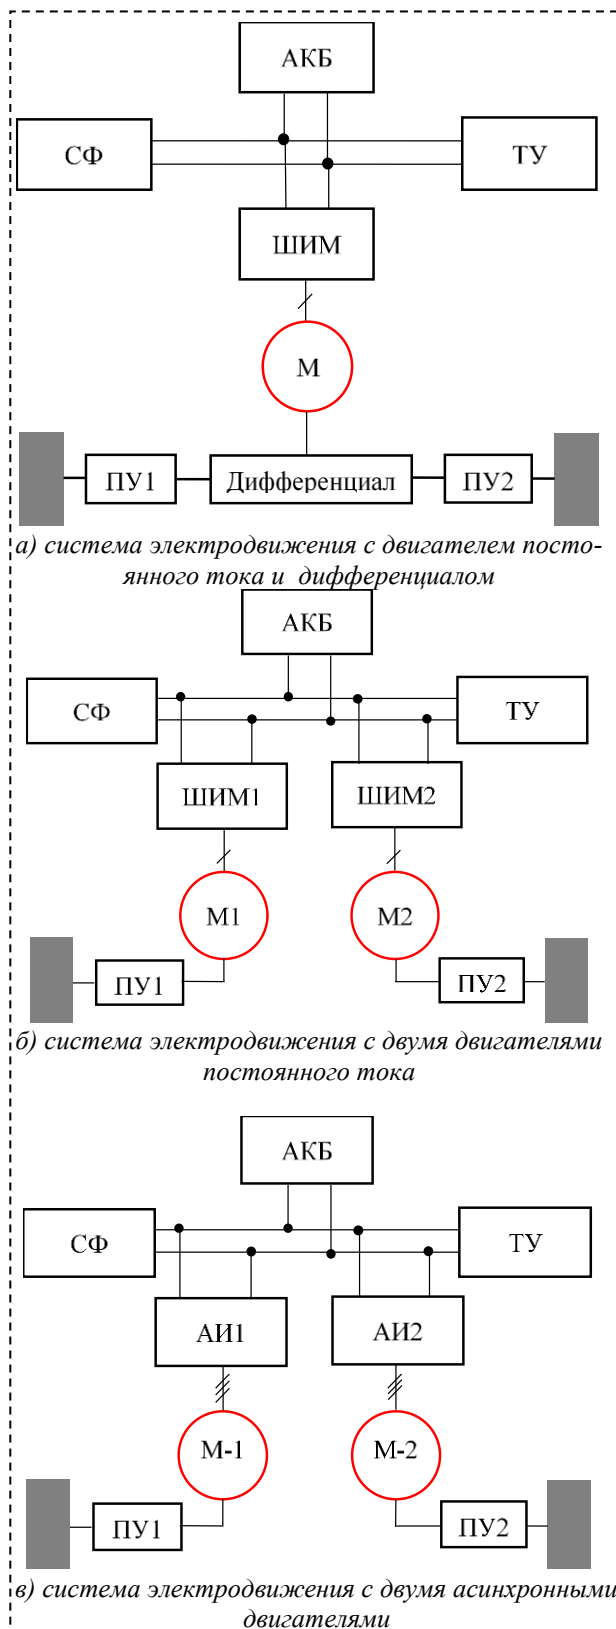 АКБ
СФ
ТУ
ШИМ
М
ПУ1
Дифференциал
ПУ2
а) система электродвижения с двигателем посто-
янного тока и дифференциалом
АКБ
СФ
ТУ
ШИМ1
ШИМ2
М1
М2
ПУ1
ПУ2
б) система электродвижения с двумя двигателями
постоянного тока
АКБ
СФ
ТУ
АИ1
АИ2
М-1
М-2
ПУ1
ПУ2
в) система электродвижения с двумя асинхронными
двигателями